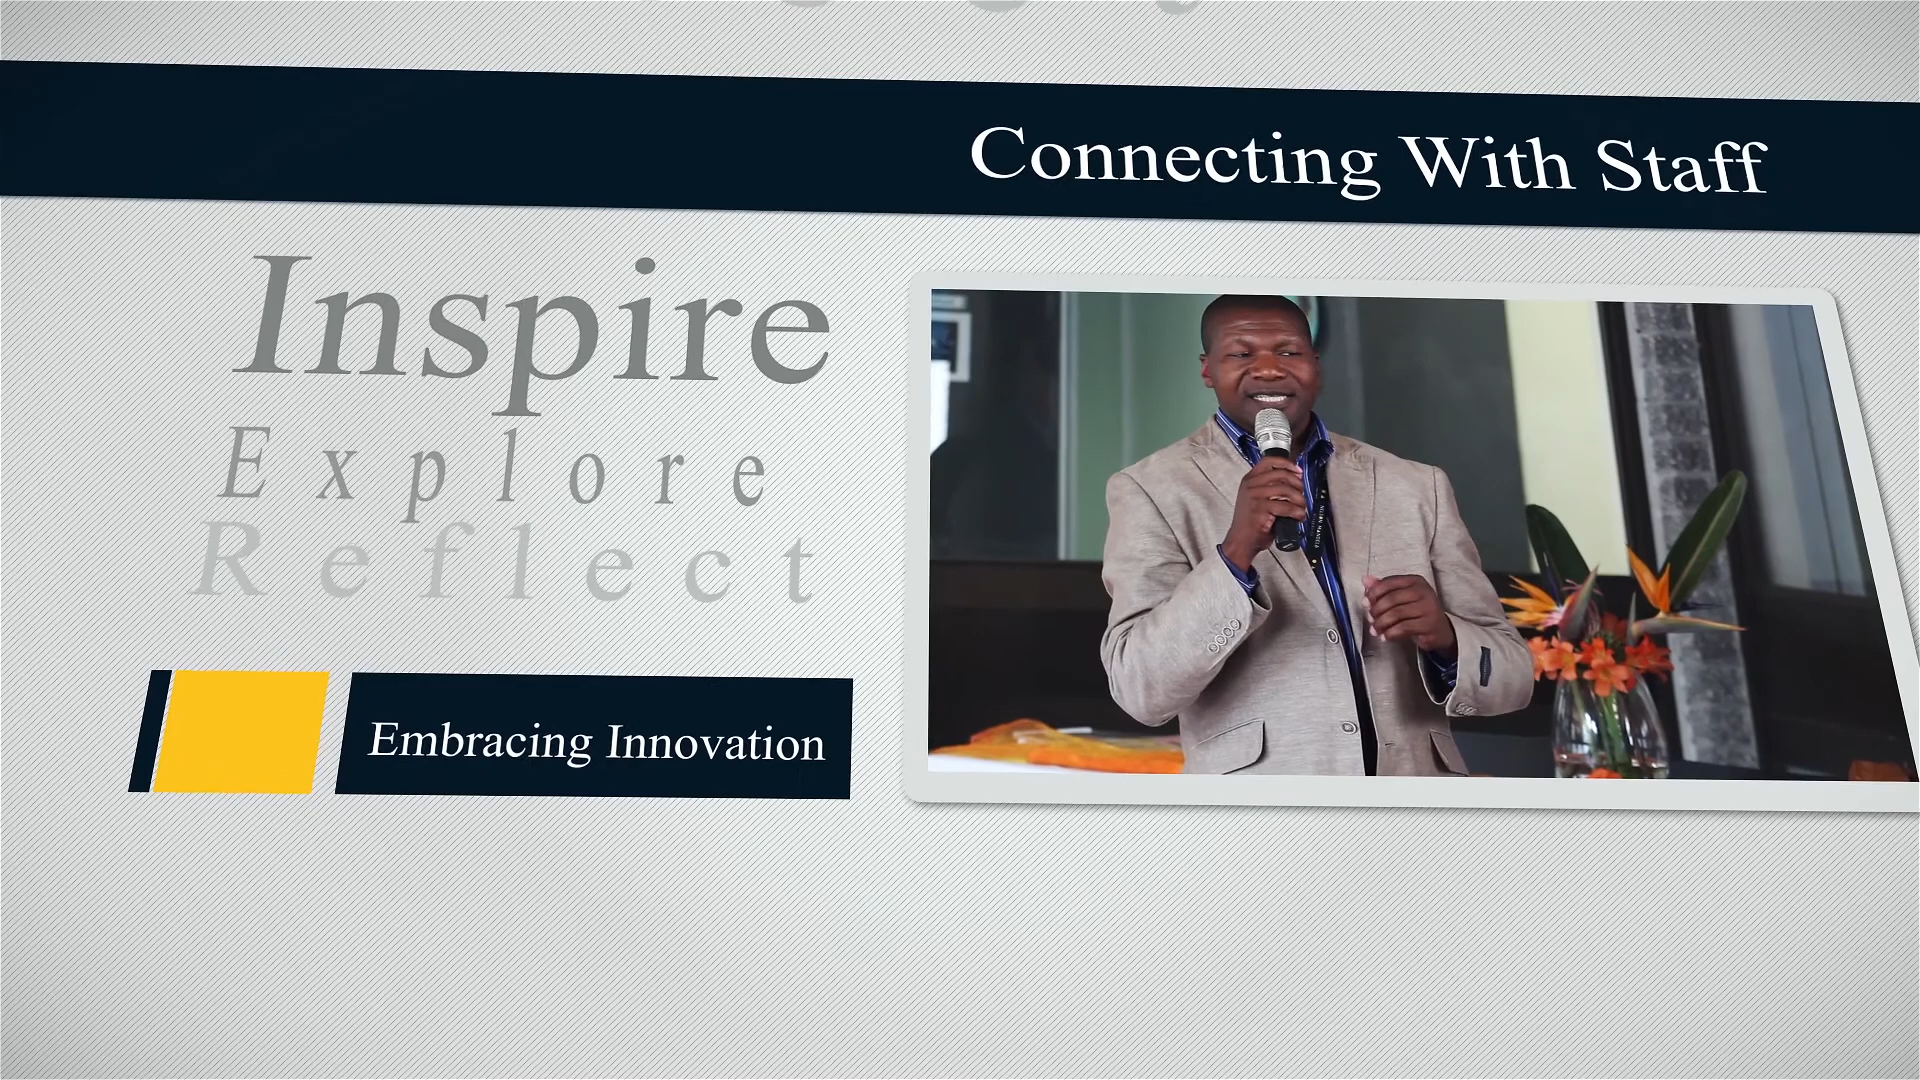 Connecting With Staff
Inspire
Explore
Reflect
Embracing Innovation